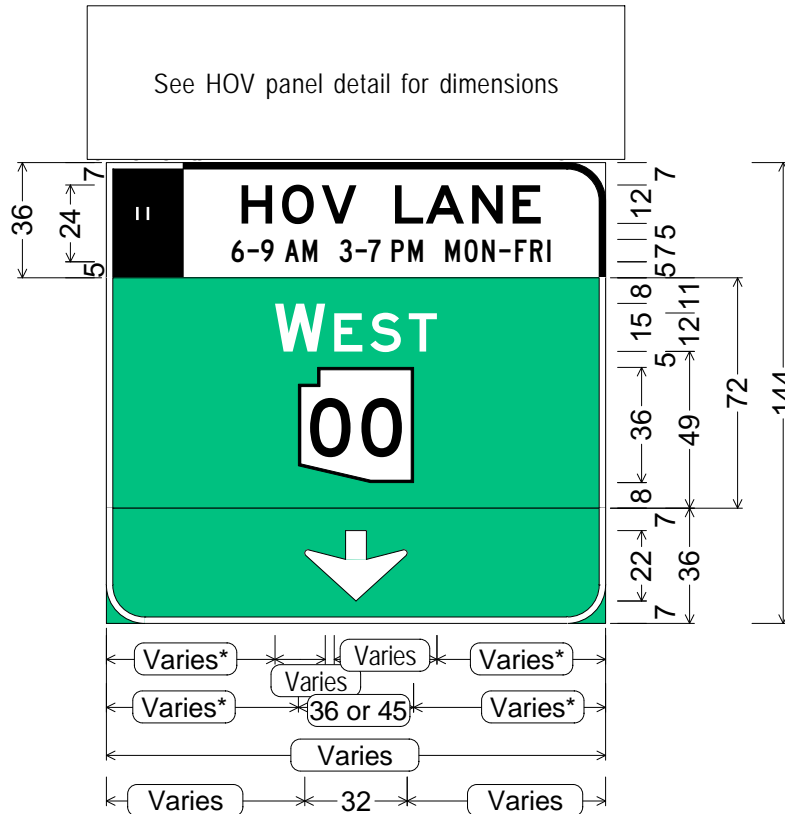 See HOV panel detail for dimensions
HOV LANE
6-9 AM 3-7 PM MON-FRI
WEST
00
36
7
24
5
7
12
5
7
5
8
11
15
12
5
36
49
8
72
144
7
22
36
7
Varies*
Varies
Varies*
Varies
Varies*
36 or 45
Varies*
Varies
Varies
32
Varies